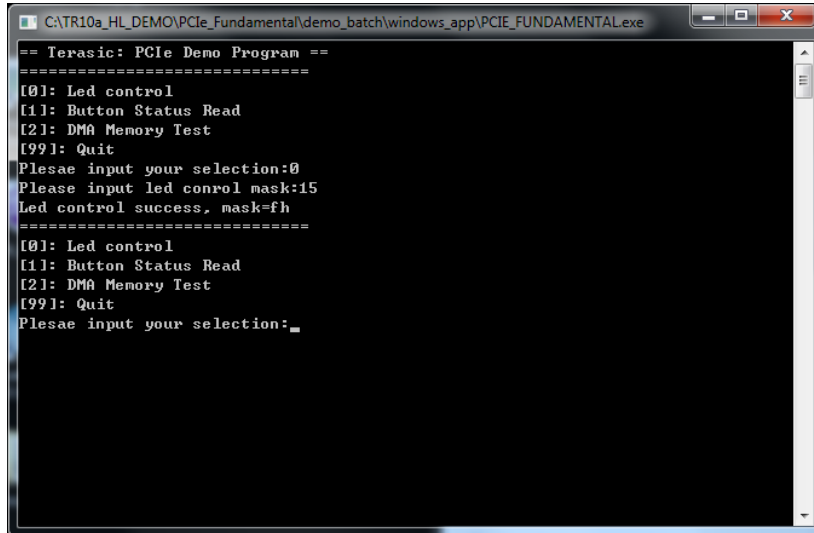 C:\TR10a_HL_DEMO\PCIe_Fundamental\demo_batch\windows_app\PCIE_FUNDAMENTAL.exe
== Terasic: PCIe Demo Program ==
==============================
[0]: Led control
[1]: Button Status Read
[2]: DMA Memory Test
[99]: Quit
Plesae input your selection:0
Please input led conrol mask:15
Led control success, mask=fh
==============================
[0]: Led control
[1]: Button Status Read
[2]: DMA Memory Test
[99]: Quit
Plesae input your selection:_